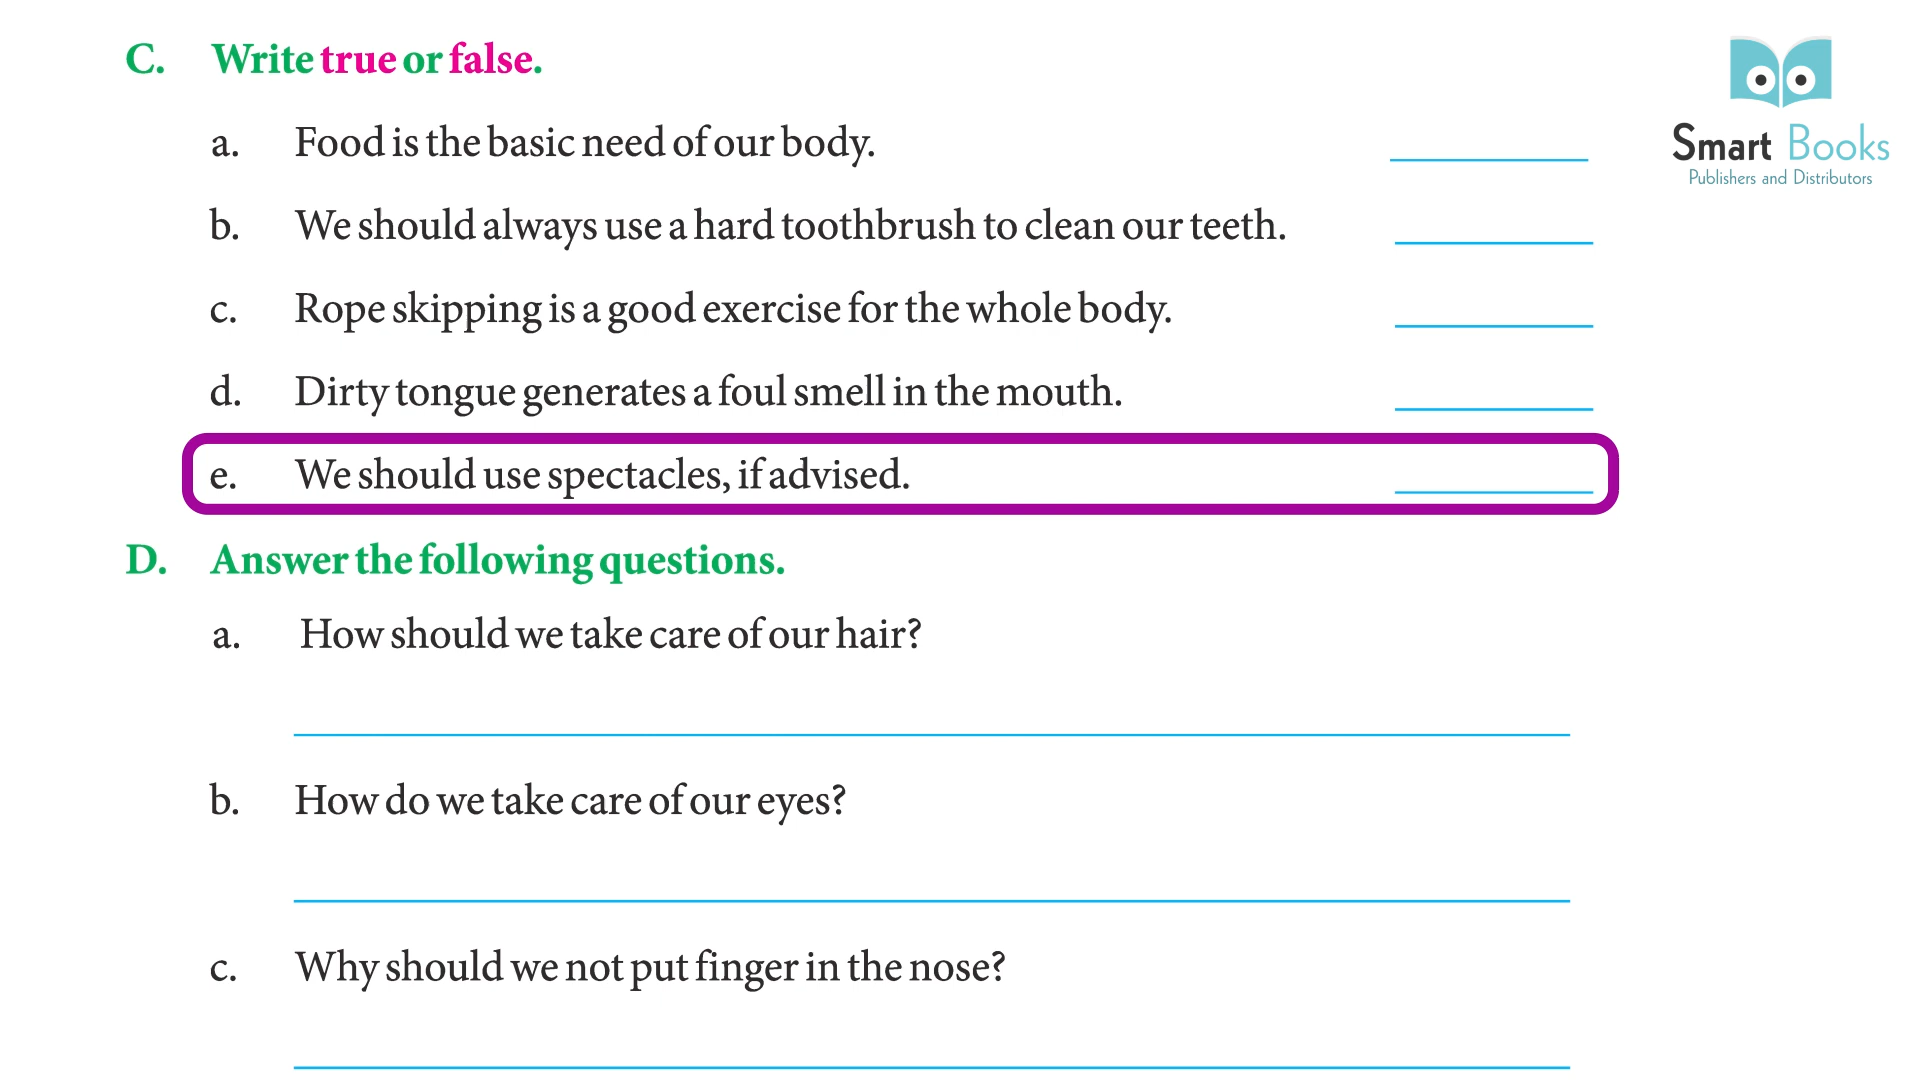 C. Write true or false.
Smart Books
Publishers and Distributors
a. Food is the basic need of our body.
b. We should always use a hard toothbrush to clean our teeth.
c. Rope skipping is a good exercise for the whole body.
d. Dirty tongue generates a foul smell in the mouth.
e. We should use spectacles, if advised.
D. Answer the following questions.
a. How should we take care of our hair?
b. How do we take care of our eyes?
c. Why should we not put finger in the nose?